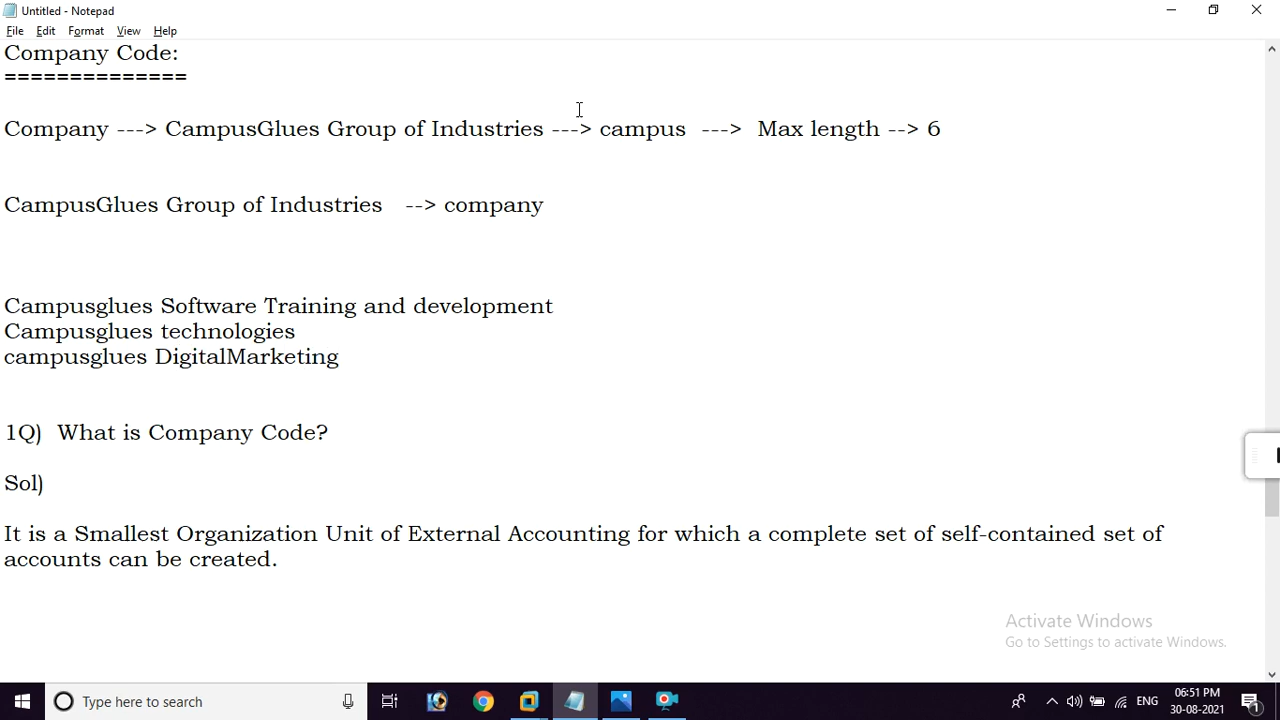 Untitled - Notepad
File Edit Format View Help
Company Code:
==============
Company ---> CampusGlues Group of Industries ---> campus ---> Max length --> 6
CampusGlues Group of Industries --> company
Campusglues Software Training and development
Campusglues technologies
campusglues DigitalMarketing
1Q) What is Company Code?
Sol)
It is a Smallest Organization Unit of External Accounting for which a complete set of self-contained set of
accounts can be created.
Activate Windows
Go to Settings to activate Windows.
Type here to search
ENG
06:51 PM
30-08-2021
1